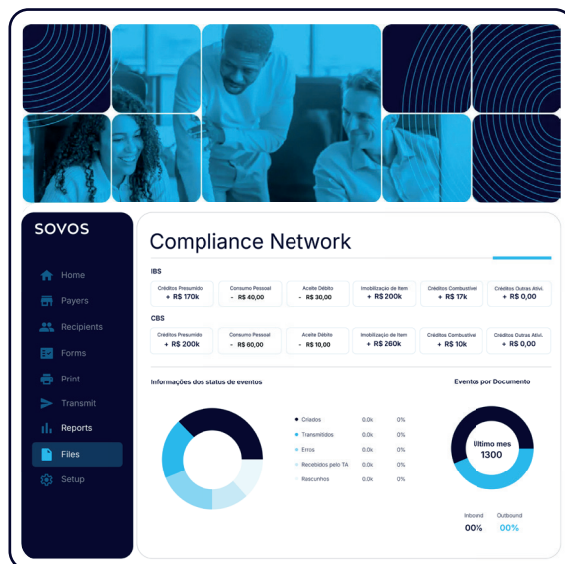 SOVOS
Home
Payers
Recipients
Forms
Print
Transmit
Reports
Files
Setup
Compliance Network
IBS
Créditos Presumido
Consumo Pessoal
Aceite Débito
Imobilização de Item
Créditos Combustível
Créditos Outras Ativi.
+ R$ 170k
- R$ 40,00
- R$ 30,00
+ R$ 200k
+ R$ 17k
+ R$ 0,00
CBS
Créditos Presumido
Consumo Pessoal
Aceite Débito
Imobilização de Item
Créditos Combustive
Créditos Outras Ativi.
+ R$ 200k
- R$ 60,00
- R$ 10,00
+ R$ 260k
+ R$ 10k
+ R$ 0,00
Informações dos status de eventos
Criados 0.0k 0%
Transmitidos 0.0k 0%
Erros 0.0k 0%
Recebidos pelo TA 0.0k 0%
Rascunhos 0.0k 0%
Eventos por Documento
Ultimo mes
1300
Inbound Outbound
00% 00%